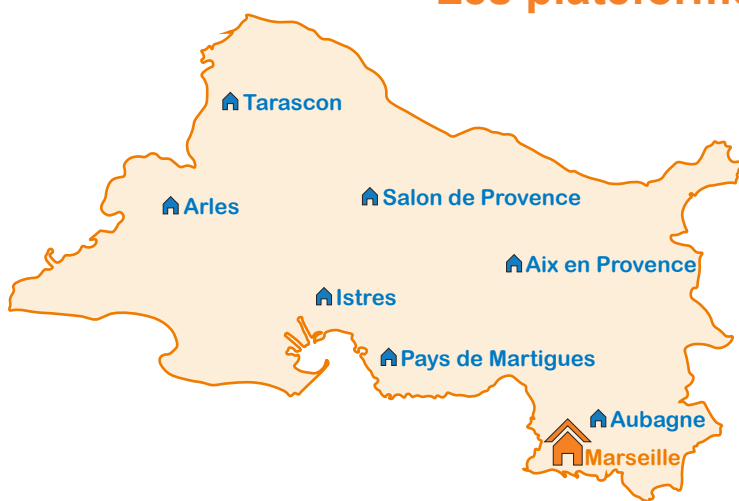 Tarascon
Salon de Provence
Arles
Aix en Provence
Istres
Pays de Martigues
Aubagne
Marseille